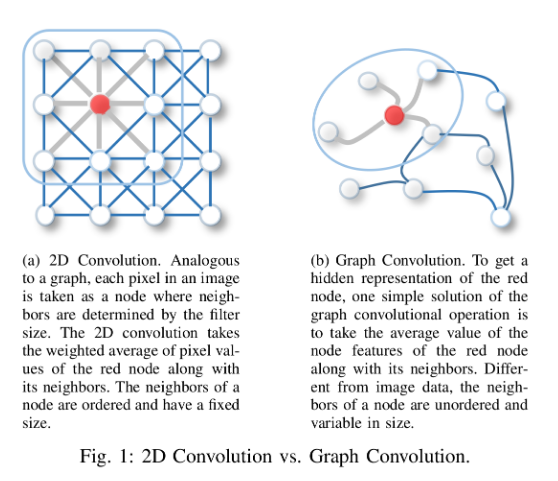 (a) 2D Convolution. Analogous
to a graph, each pixel in an image
is taken as a node where neigh-
bors are determined by the filter
size. The 2D convolution takes
the weighted average of pixel val-
ues of the red node along with
its neighbors. The neighbors of a
node are ordered and have a fixed
size.
(b) Graph Convolution. To get a
hidden representation of the red
node, one simple solution of the
graph convolutional operation is
to take the average value of the
node features of the red node
along with its neighbors. Differ-
ent from image data, the neigh-
bors of a node are unordered and
variable in size.
Fig. 1: 2D Convolution vs. Graph Convolution.